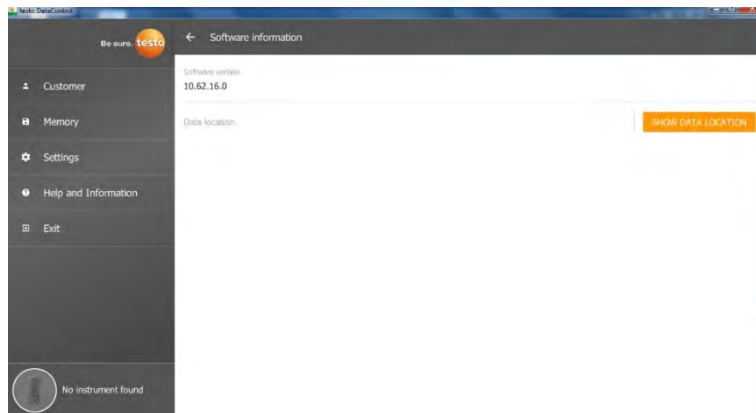 testo DataControl
Be sure. testo
← Software information
Software version
10.62.16.0
Customer
Memory
Data location
SHOW DATA LOCATION
Settings
Help and Information
Exit
No instrument found